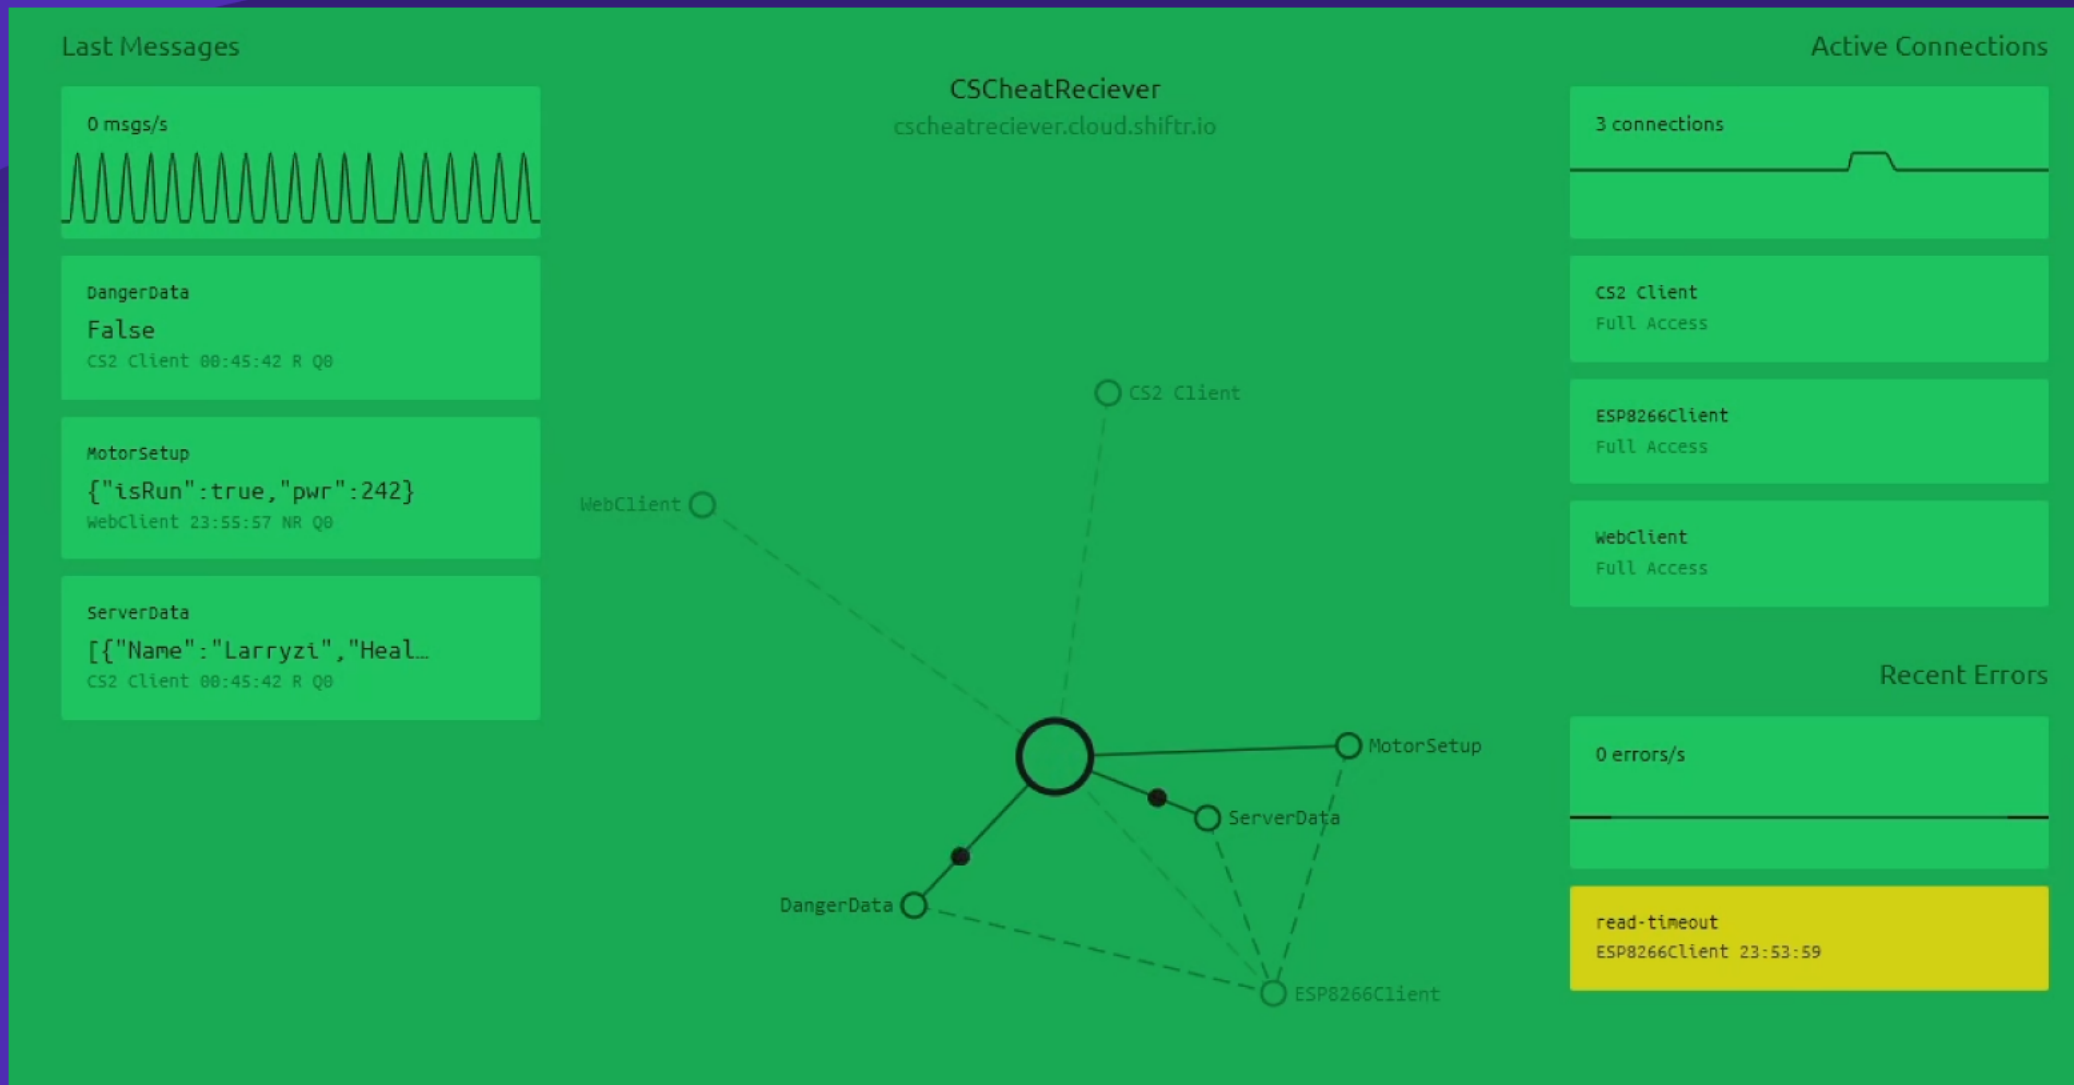 Last Messages
0 msgs/s
DangerData
False
CS2 Client 00:45:42 R Q0
MotorSetup
{"isRun":true,"pwr":242}
WebClient 23:55:57 NR Q0
ServerData
[{"Name":"Larryzi","Heal…
CS2 Client 00:45:42 R Q0
CSCheatReciever
cscheatreciever.cloud.shiftr.io
CS2 Client
WebClient
MotorSetup
ServerData
DangerData
ESP8266Client
Active Connections
3 connections
CS2 Client
Full Access
ESP8266Client
Full Access
WebClient
Full Access
Recent Errors
0 errors/s
read-timeout
ESP8266Client 23:53:59